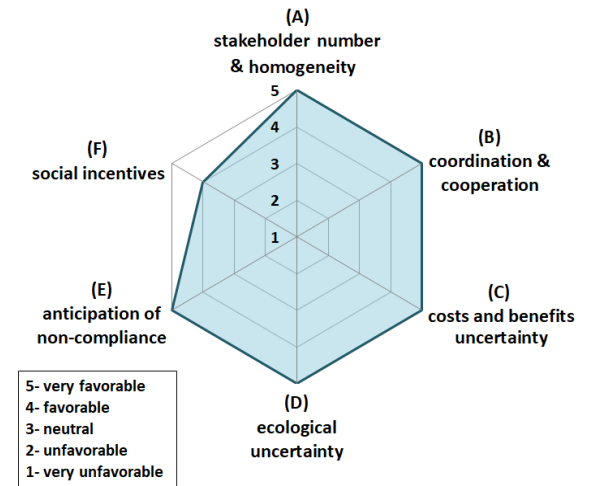 (A)
stakeholder number
& homogeneity
5
4
3
2
1
(B)
coordination &
cooperation
(C)
costs and benefits
uncertainty
(D)
ecological
uncertainty
(E)
anticipation of
non-compliance
(F)
social incentives
5- very favorable
4- favorable
3- neutral
2- unfavorable
1- very unfavorable